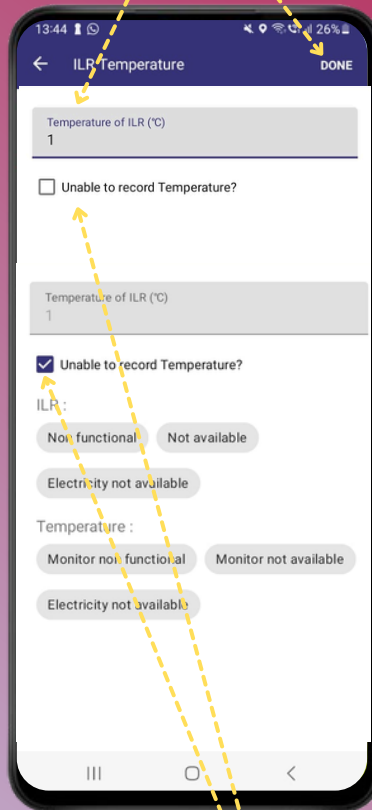 13:44 26%
ILR Temperature DONE
Temperature of ILR (°C)
1
Unable to record Temperature?
Temperature of ILR (°C)
1
Unable to record Temperature?
ILR :
Non functional Not available
Electricity not available
Temperature :
Monitor non functional Monitor not available
Electricity not available